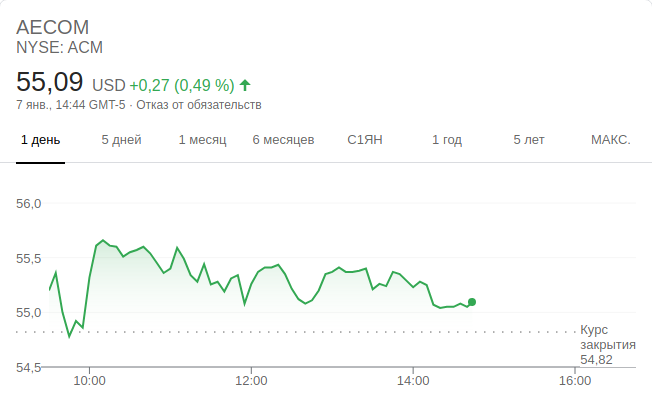 AECOM
NYSE: ACM
55,09 USD +0,27 (0,49 %)
7 янв., 14:44 GMT-5 · Отказ от обязательств
1 день 5 дней 1 месяц 6 месяцев С1ЯН 1 год 5 лет МАКС.
56,0
55,5
55,0
Курс
закрытия
54,82
54,5
10:00 12:00 14:00 16:00